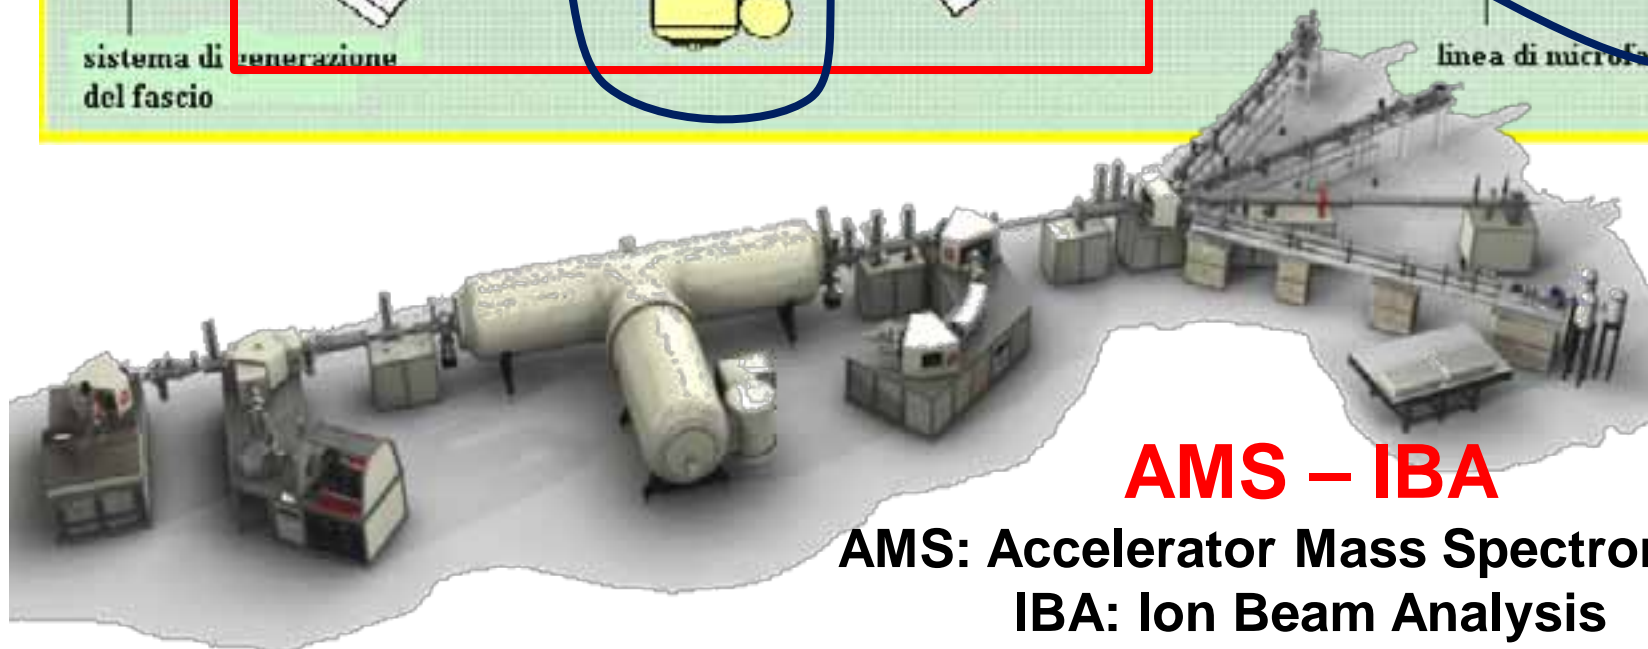 sistema di generazione
del fascio
linea di
AMS – IBA
AMS: Accelerator Mass
IBA: Ion Beam Analysis